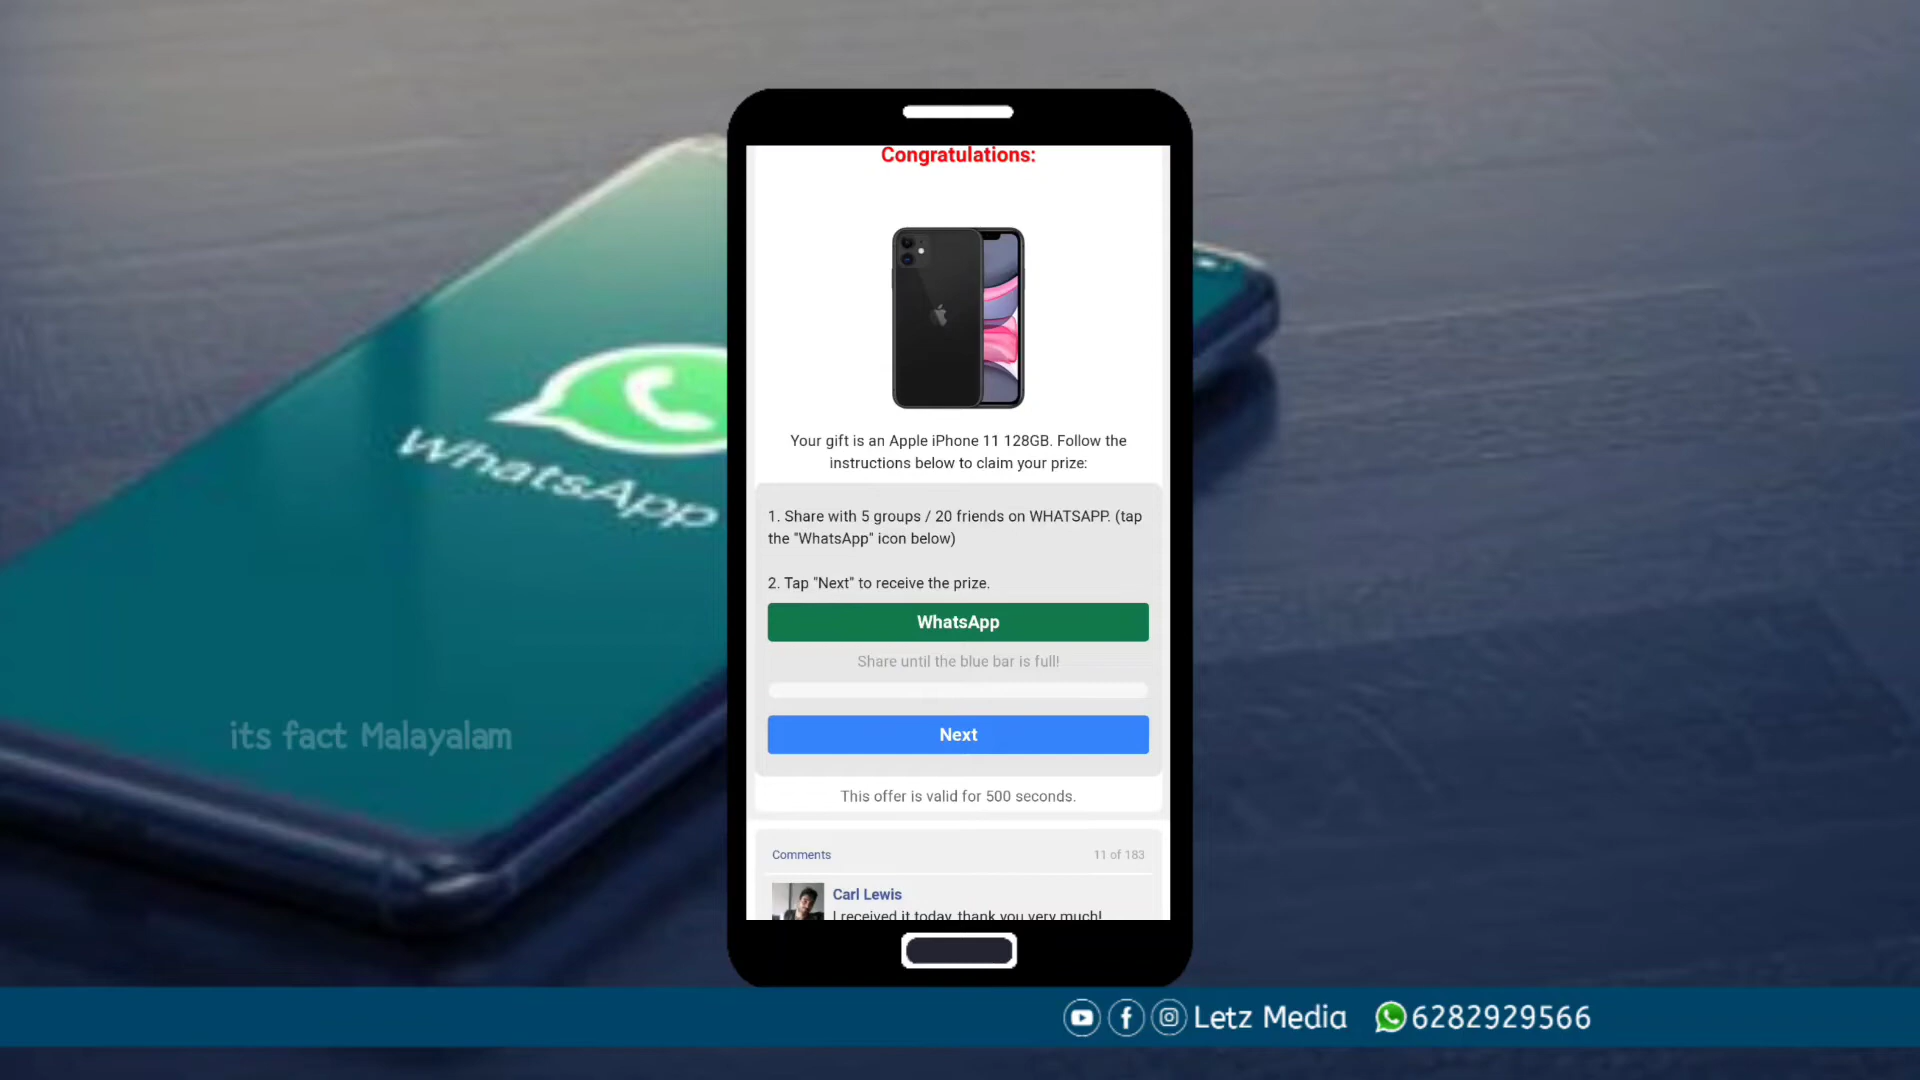 Congratulations:
Your gift is an Apple iPhone 11 128GB. Follow the
instructions below to claim your prize:
1. Share with 5 groups / 20 friends on WHATSAPP. (tap
the "WhatsApp" icon below)
2. Tap "Next" to receive the prize.
WhatsApp
Share until the blue bar is full!
Next
This offer is valid for 500 seconds.
Comments 11 of 183
Carl Lewis
I received it today, thank you very much!
WhatsApp
its fact Malayalam
Letz Media 6282929566